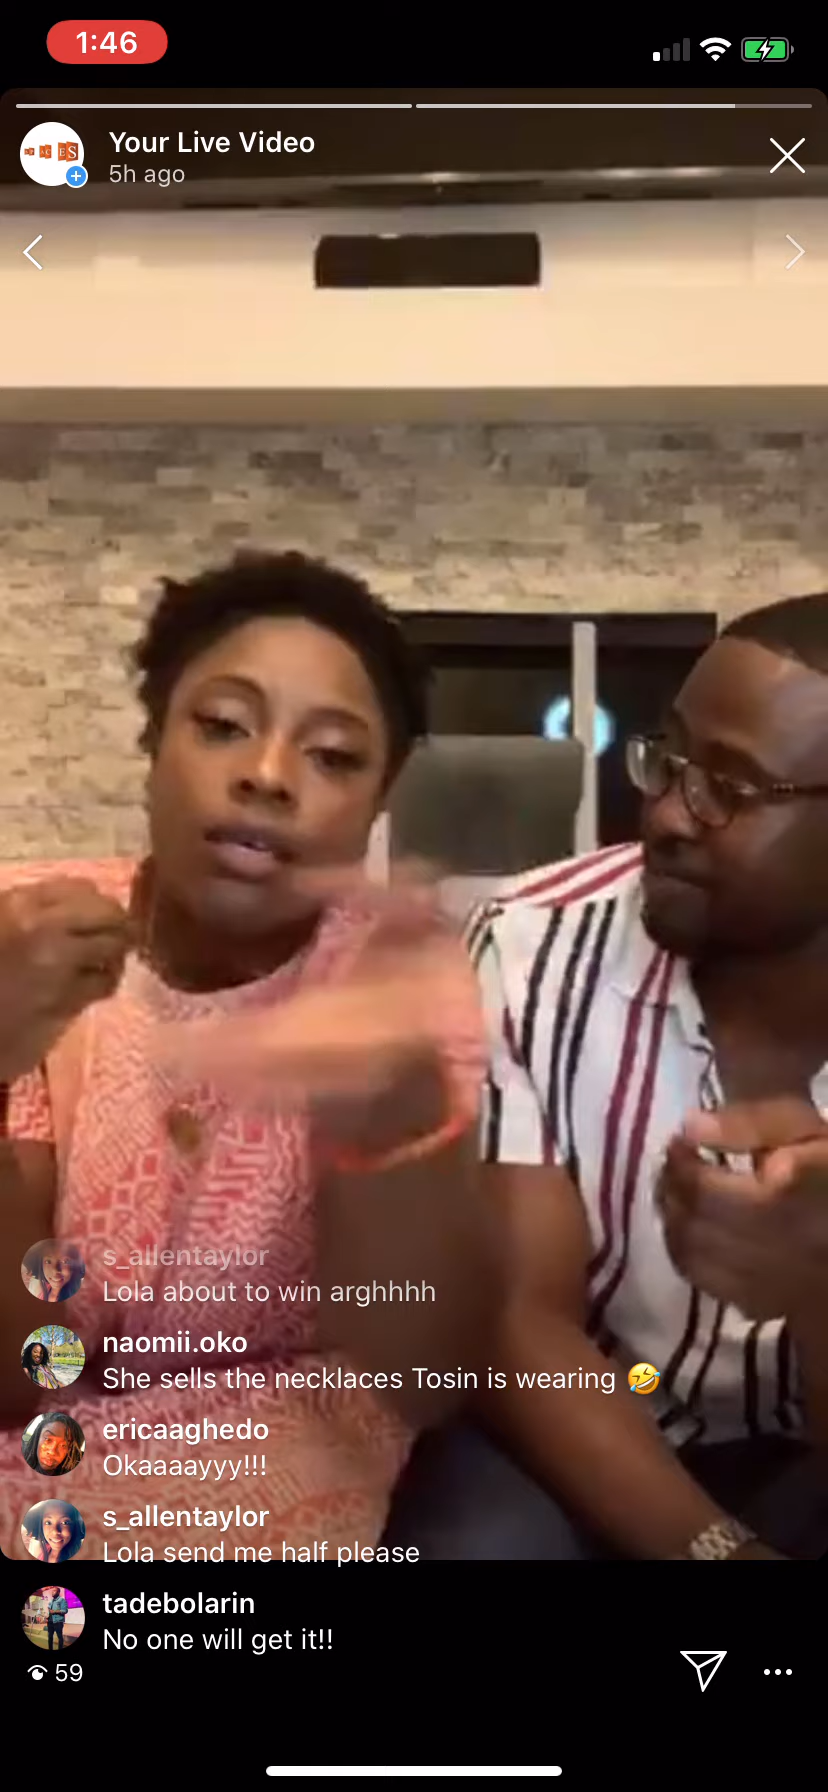 1:46
Your Live Video
5h ago
s_allentaylor
Lola about to win arghhhh
naomii.oko
She sells the necklaces Tosin is wearing 🤣
ericaaghedo
Okaaaayyy!!!
s_allentaylor
Lola send me half please
tadebolarin
No one will get it!!
59